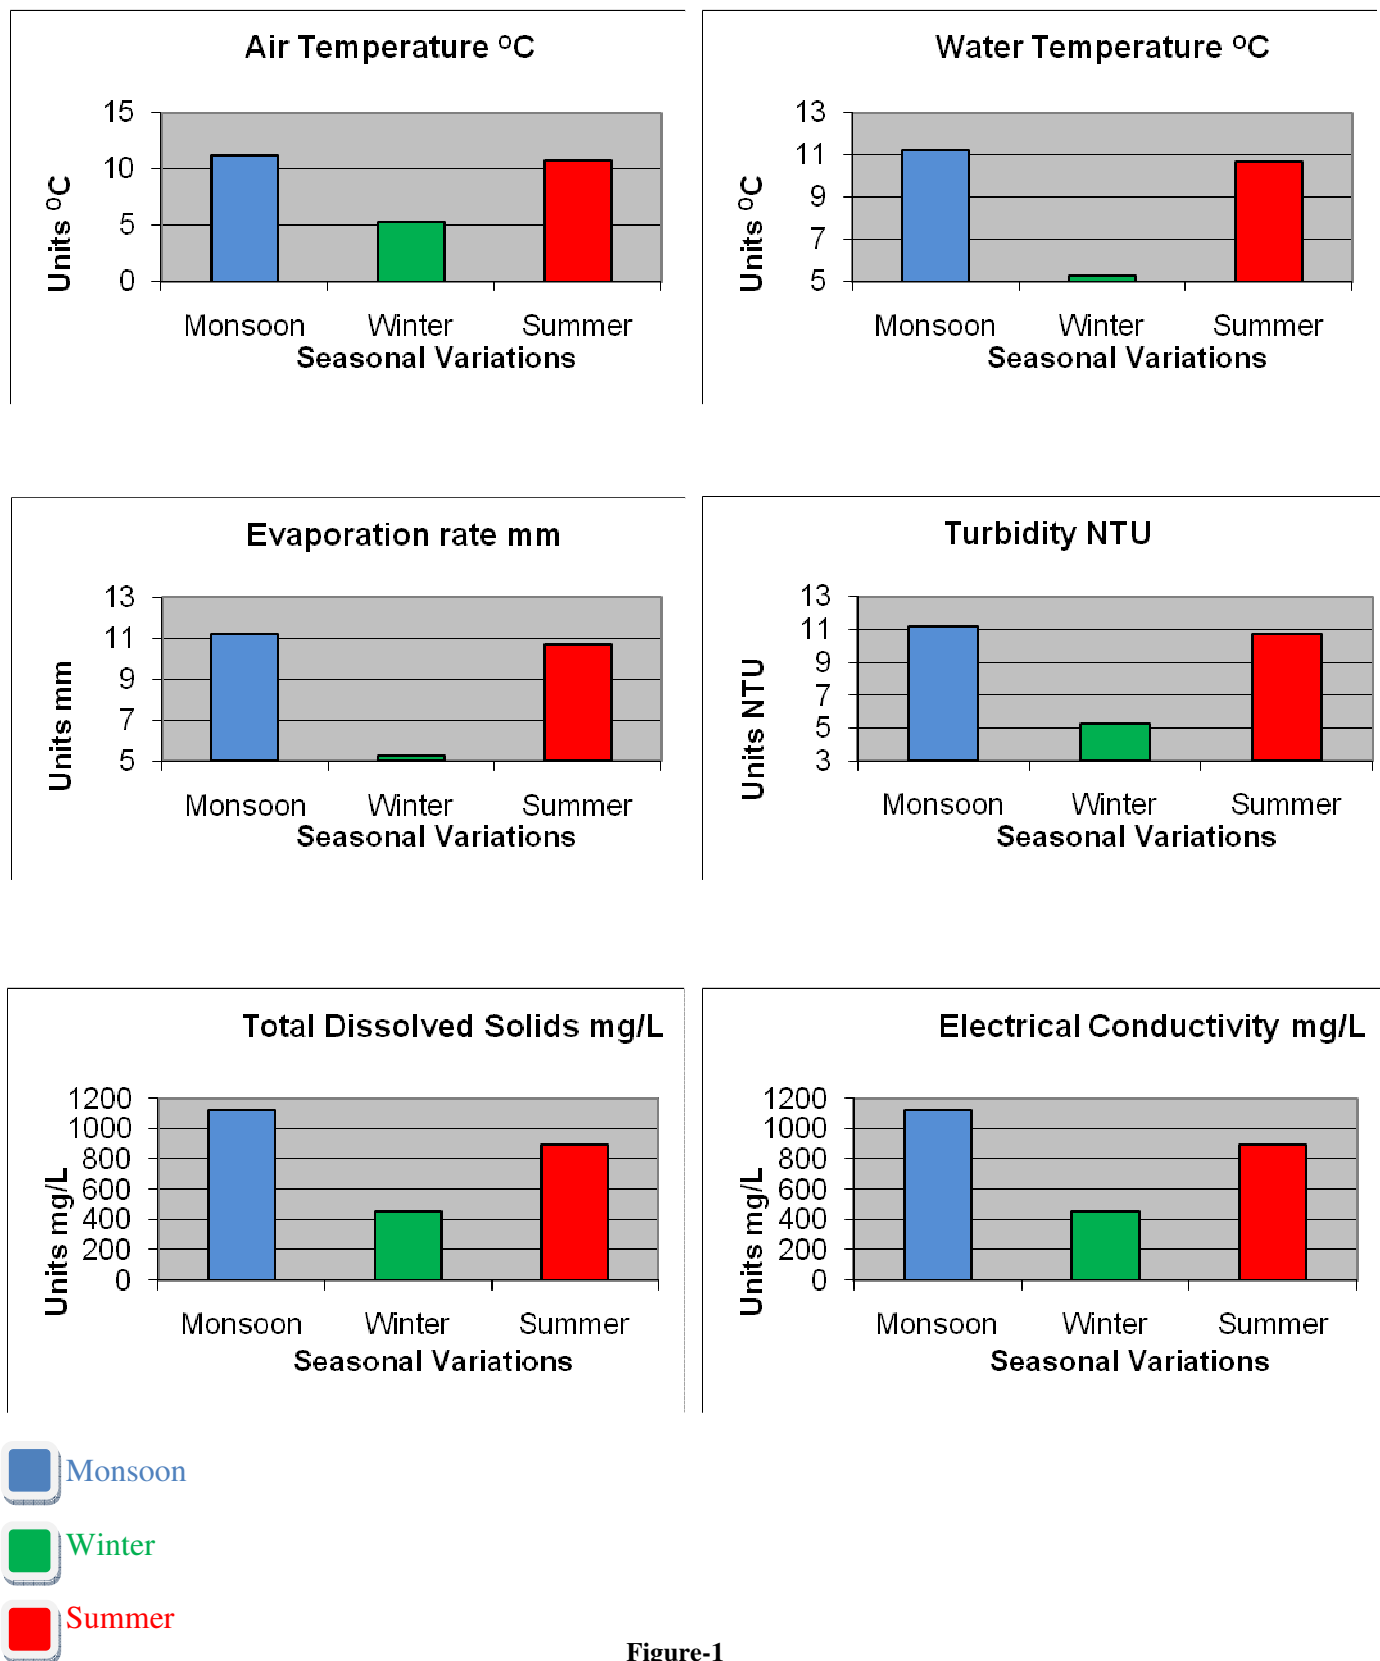 Air Temperature ⁰C
15
10
5
0
Units ⁰C
Monsoon Winter Summer
Seasonal Variations
Water Temperature ⁰C
13
11
9
7
5
Units ⁰C
Monsoon Winter Summer
Seasonal Variations
Evaporation rate mm
13
11
9
7
5
Units mm
Monsoon Winter Summer
Seasonal Variations
Turbidity NTU
13
11
9
7
5
3
Units NTU
Monsoon Winter Summer
Seasonal Variations
Total Dissolved Solids mg/L
1200
1000
800
600
400
200
0
Units mg/L
Monsoon Winter Summer
Seasonal Variations
Electrical Conductivity mg/L
1200
1000
800
600
400
200
0
Units mg/L
Monsoon Winter Summer
Seasonal Variations
Monsoon
Winter
Summer
Figure-1